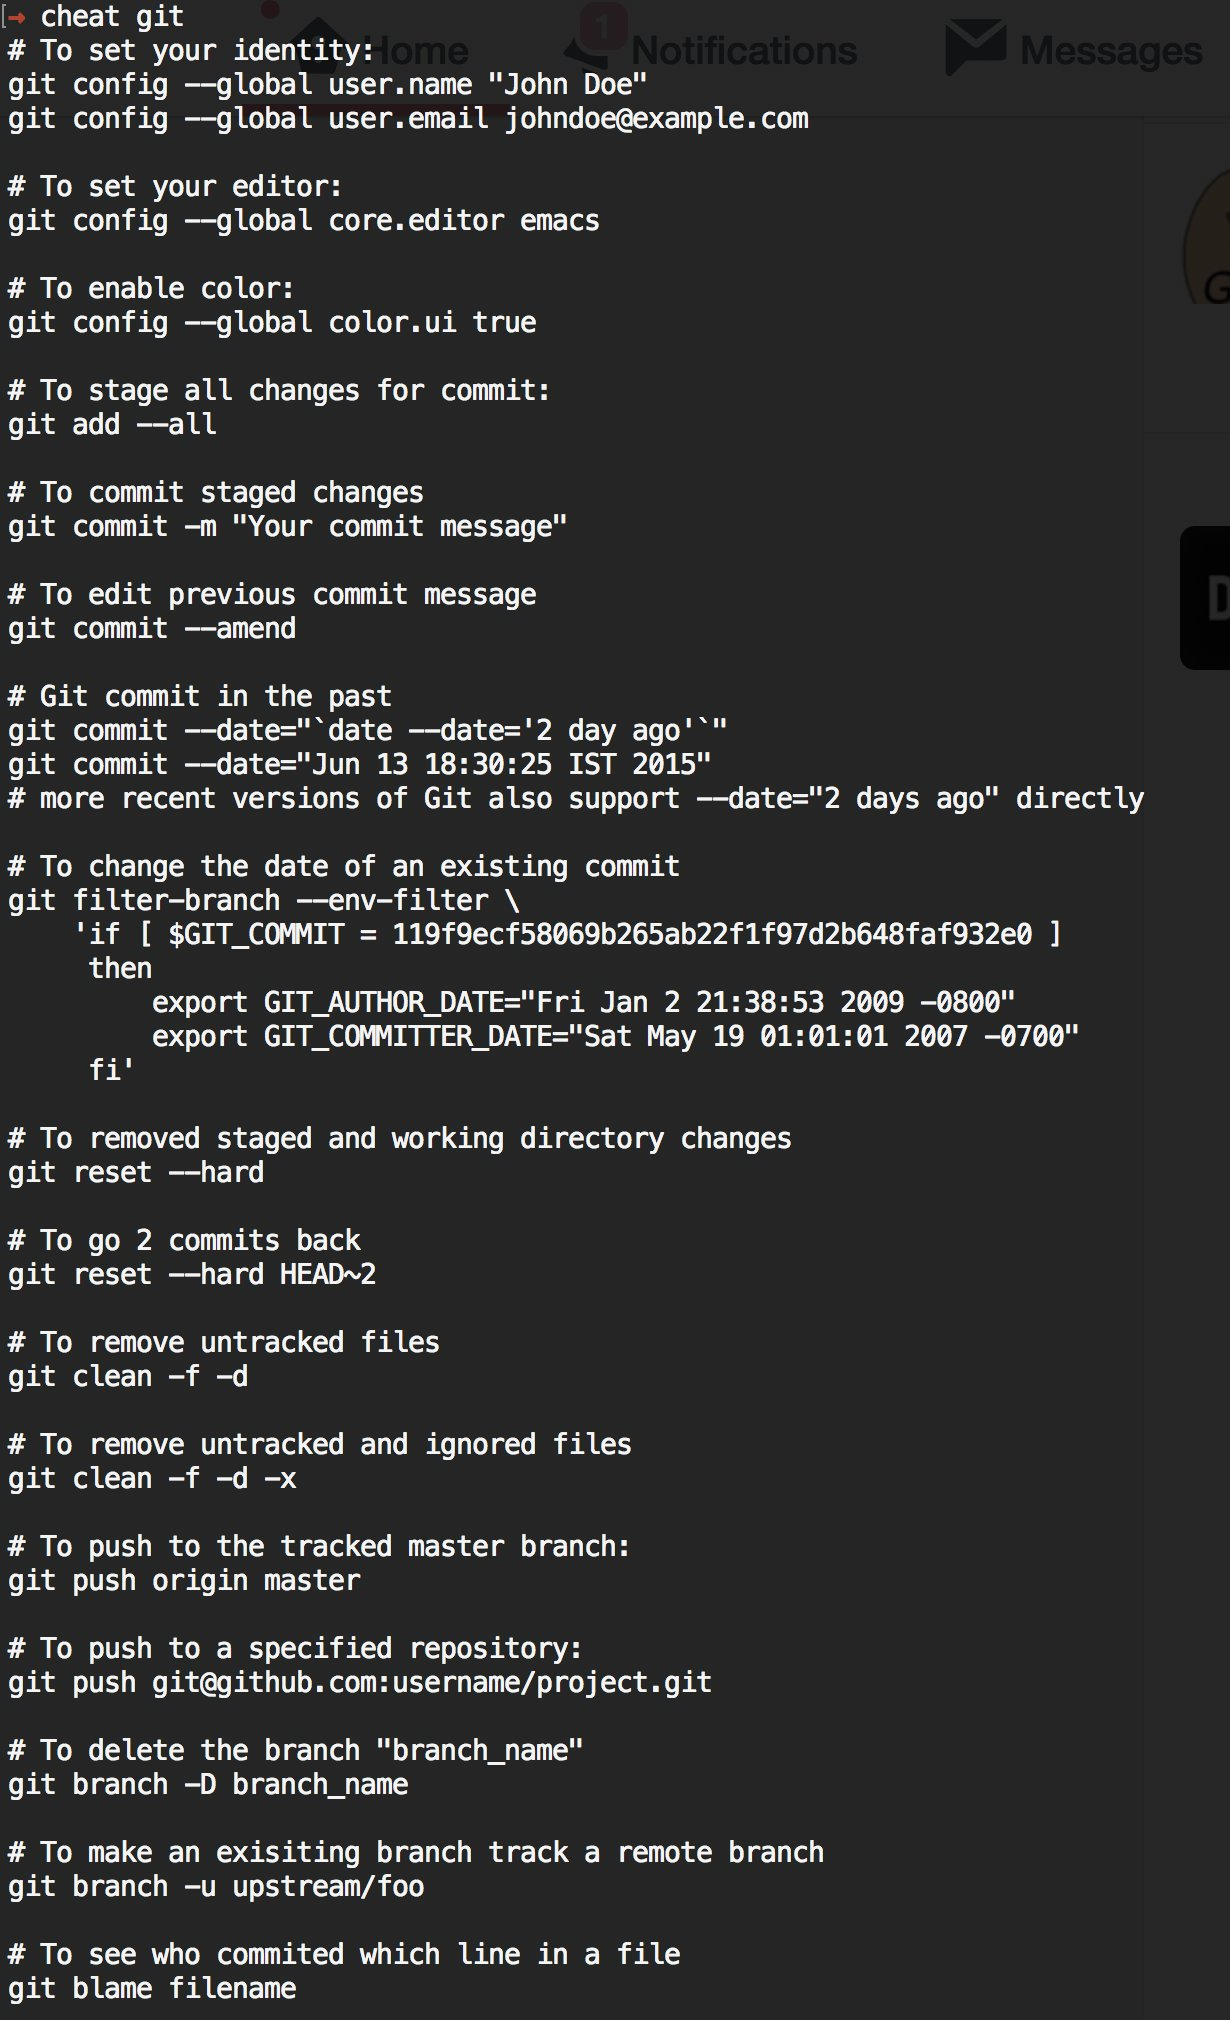 → cheat git
Home
1
Notifications
Messages
# To set your identity:
git config --global user.name "John Doe"
git config --global user.email johndoe@example.com
# To set your editor:
git config --global core.editor emacs
G
# To enable color:
git config --global color.ui true
# To stage all changes for commit:
git add --all
# To commit staged changes
git commit -m "Your commit message"
D
# To edit previous commit message
git commit --amend
# Git commit in the past
git commit --date="`date --date='2 day ago'`"
git commit --date="Jun 13 18:30:25 IST 2015"
# more recent versions of Git also support --date="2 days ago" directly
# To change the date of an existing commit
git filter-branch --env-filter \
    'if [ $GIT_COMMIT = 119f9ecf58069b265ab22f1f97d2b648faf932e0 ]
     then
         export GIT_AUTHOR_DATE="Fri Jan 2 21:38:53 2009 -0800"
         export GIT_COMMITTER_DATE="Sat May 19 01:01:01 2007 -0700"
     fi'
# To removed staged and working directory changes
git reset --hard
# To go 2 commits back
git reset --hard HEAD~2
# To remove untracked files
git clean -f -d
# To remove untracked and ignored files
git clean -f -d -x
# To push to the tracked master branch:
git push origin master
# To push to a specified repository:
git push git@github.com:username/project.git
# To delete the branch "branch_name"
git branch -D branch_name
# To make an exisiting branch track a remote branch
git branch -u upstream/foo
# To see who commited which line in a file
git blame filename